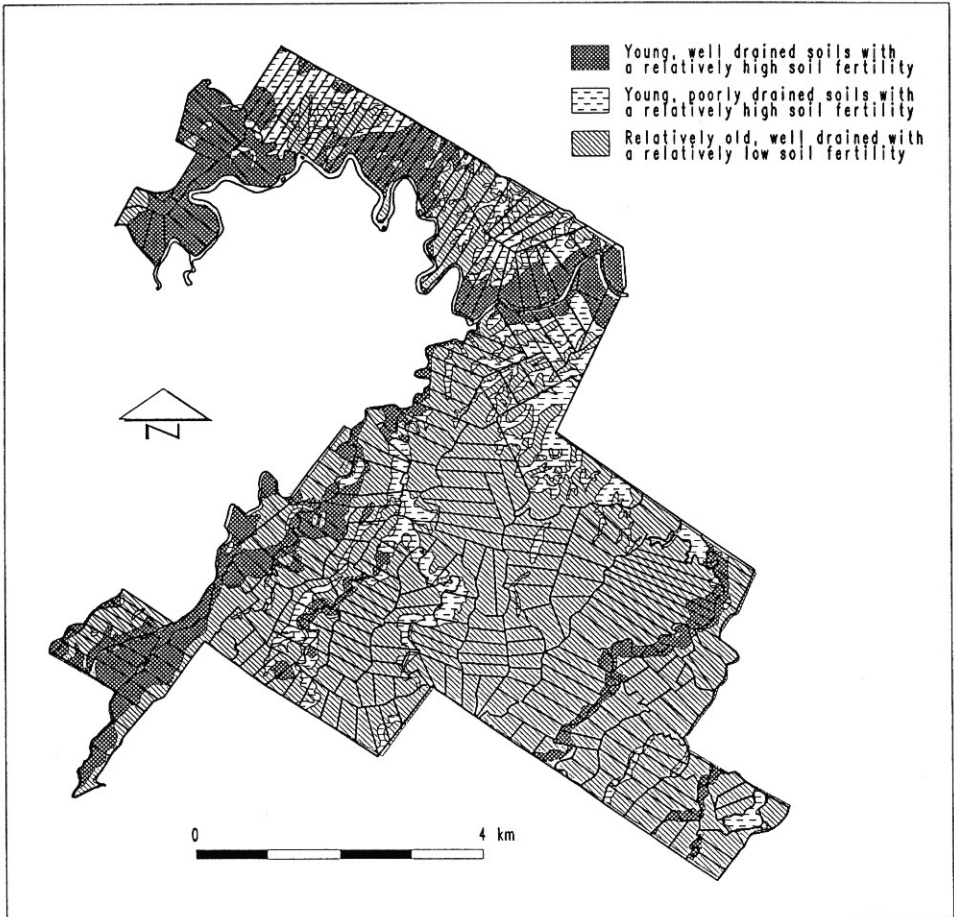 Young, well drained soils with
a relatively high soil fertility
Young, poorly drained soils with
a relatively high soil fertility
Relatively old, well drained with
a relatively low soil fertility
N
0 4 km